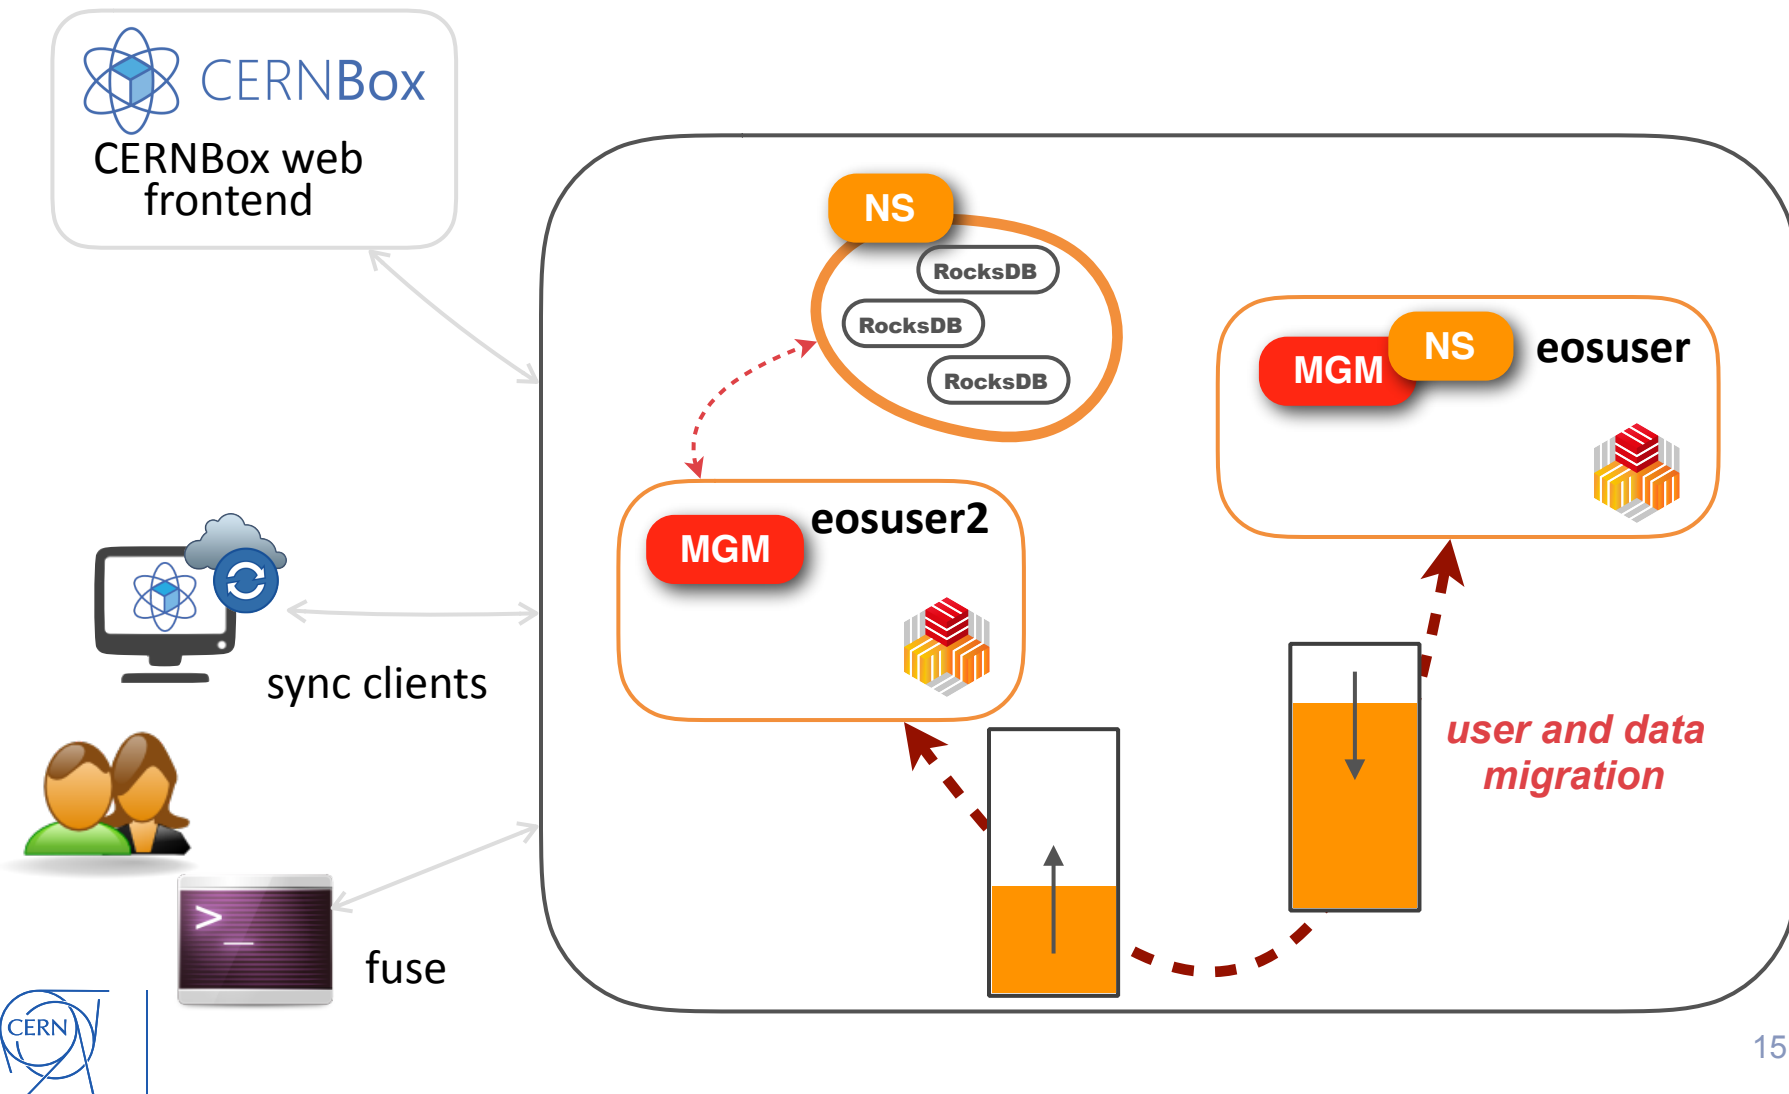 CERNBox
CERNBox web
frontend
NS
RocksDB
RocksDB
RocksDB
MGM
NS
eosuser
MGM
eosuser2
sync clients
user and data
migration
>_
fuse
CERN
15